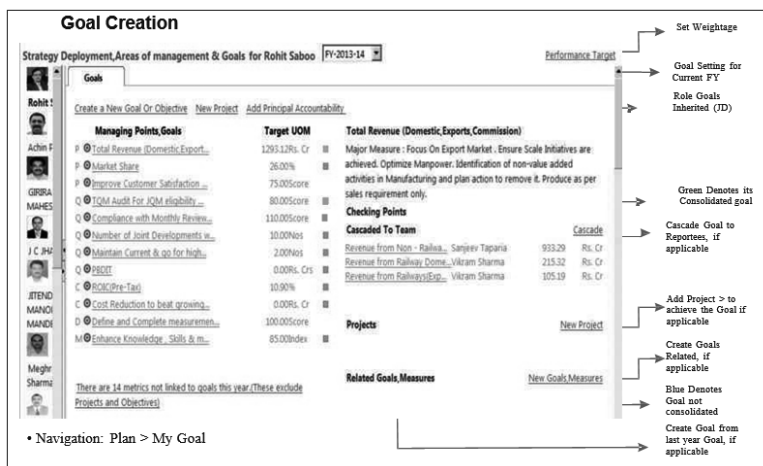 Goal Creation
Strategy Deployment,Areas of management & Goals for Rohit Saboo FY-2013-14
Performance Target
Goals
Create a New Goal Or Objective New Project Add Principal Accountability
Managing Points,Goals Target UOM
P Total Revenue (Domestic,Export... 1293.12Rs. Cr
P Market Share 26.00%
P Improve Customer Satisfaction ... 75.00Score
Q TQM Audit For JQM eligibility ... 80.00Score
Q Compliance with Monthly Review... 110.00Score
Q Number of Joint Developments w... 10.00Nos
Q Maintain Current & go for high... 2.00Nos
Q PBDIT 0.00Rs. Crs
C ROIC(Pre-Tax) 10.90%
C Cost Reduction to beat growing... 0.00Rs. Cr
D Define and Complete measuremen... 100.00Score
M Enhance Knowledge , Skills & m... 85.00Index
There are 14 metrics not linked to goals this year.(These exclude
Projects and Objectives)
Total Revenue (Domestic,Exports,Commission)
Major Measure : Focus On Export Market . Ensure Scale Initiatives are
achieved. Optimize Manpower. Identification of non-value added
activities in Manufacturing and plan action to remove it. Produce as per
sales requirement only.
Checking Points
Cascaded To Team Cascade
Revenue from Non - Railwa... Sanjeev Taparia 933.29 Rs. Cr
Revenue from Railway Dome... Vikram Sharma 215.32 Rs. Cr
Revenue from Railways(Exp... Vikram Sharma 105.19 Rs. Cr
Projects New Project
Related Goals,Measures New Goals,Measures
Rohit
Achin P
GIRIRA
MAHES
J C JHA
JITEND
MANOI
MANDI
Meghr
Sharma
• Navigation: Plan > My Goal
Set Weightage
Goal Setting for
Current FY
Role Goals
Inherited (JD)
Green Denotes its
Consolidated goal
Cascade Goal to
Reportees, if
applicable
Add Project > to
achieve the Goal if
applicable
Create Goals
Related, if
applicable
Blue Denotes
Goal not
consolidated
Create Goal from
last year Goal, if
applicable